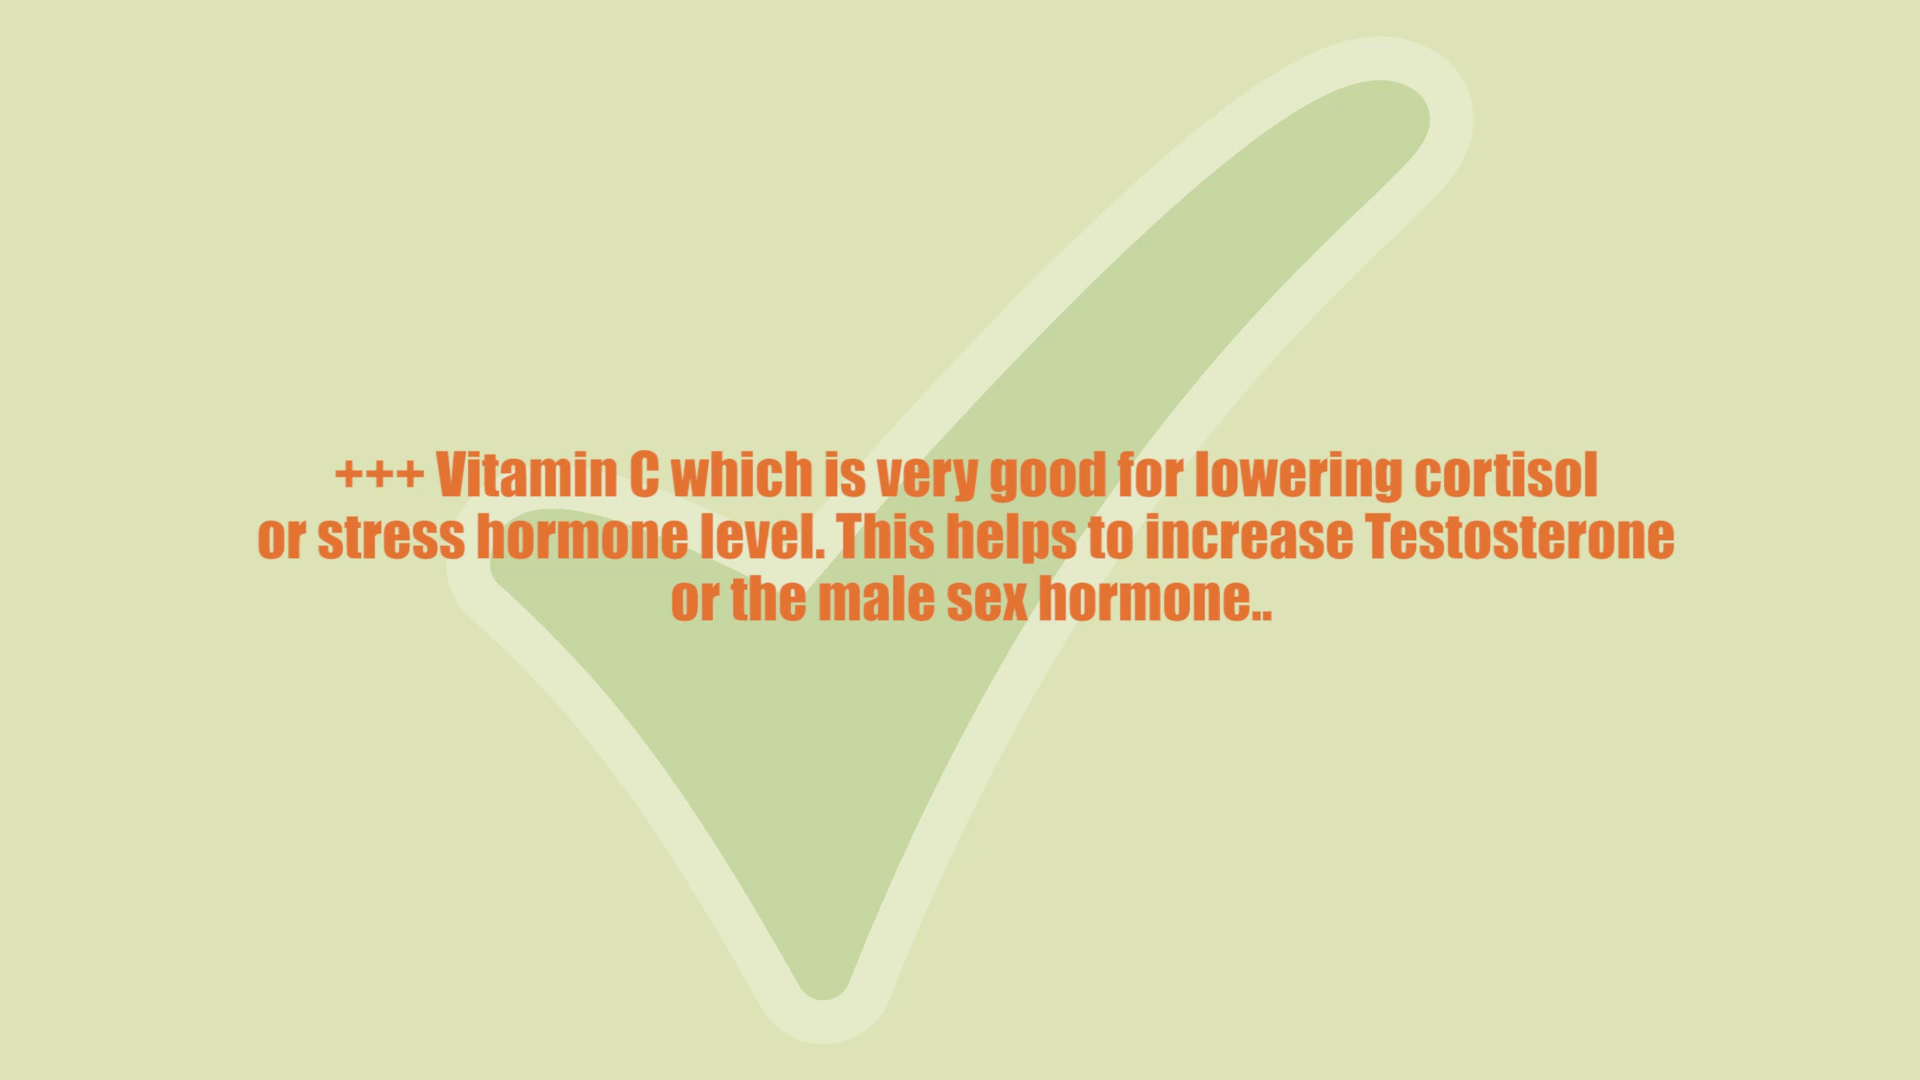 +++ Vitamin C which is very good for lowering cortisol
or stress hormone level. This helps to increase Testosterone
or the male sex hormone..